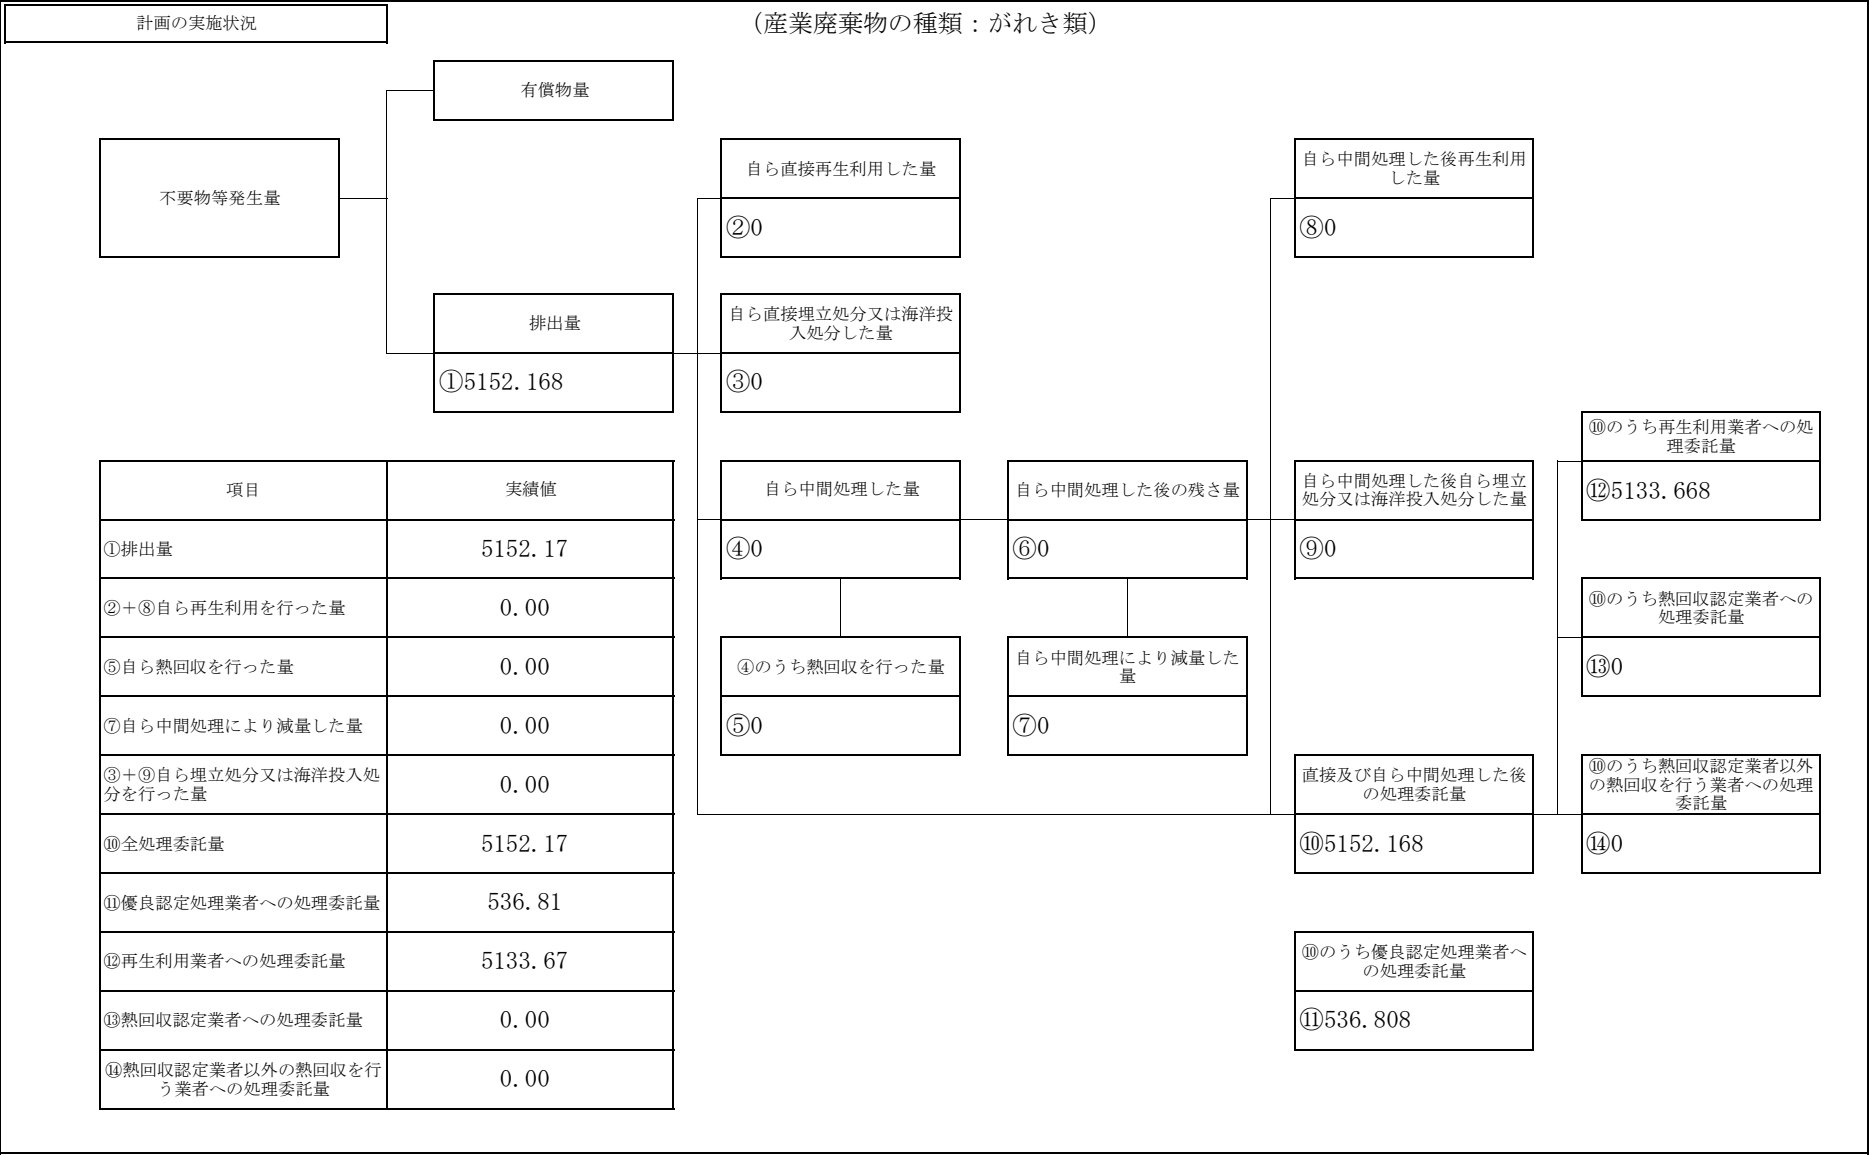 計画の実施状況
（産業廃棄物の種類：がれき類）
有償物量
不要物等発生量
排出量
①5152.168
自ら直接再生利用した量
②0
自ら直接埋立処分又は海洋投
入処分した量
③0
自ら中間処理した後再生利用
した量
⑧0
項目
実績値
①排出量
5152.17
②＋⑧自ら再生利用を行った量
0.00
⑤自ら熱回収を行った量
0.00
⑦自ら中間処理により減量した量
0.00
③＋⑨自ら埋立処分又は海洋投入処
分を行った量
0.00
⑩全処理委託量
5152.17
⑪優良認定処理業者への処理委託量
536.81
⑫再生利用業者への処理委託量
5133.67
⑬熱回収認定業者への処理委託量
0.00
⑭熱回収認定業者以外の熱回収を行
う業者への処理委託量
0.00
自ら中間処理した量
④0
④のうち熱回収を行った量
⑤0
自ら中間処理した後の残さ量
⑥0
自ら中間処理により減量した
量
⑦0
自ら中間処理した後自ら埋立
処分又は海洋投入処分した量
⑨0
直接及び自ら中間処理した後
の処理委託量
⑩5152.168
⑩のうち優良認定処理業者へ
の処理委託量
⑪536.808
⑩のうち再生利用業者への処
理委託量
⑫5133.668
⑩のうち熱回収認定業者への
処理委託量
⑬0
⑩のうち熱回収認定業者以外
の熱回収を行う業者への処理
委託量
⑭0